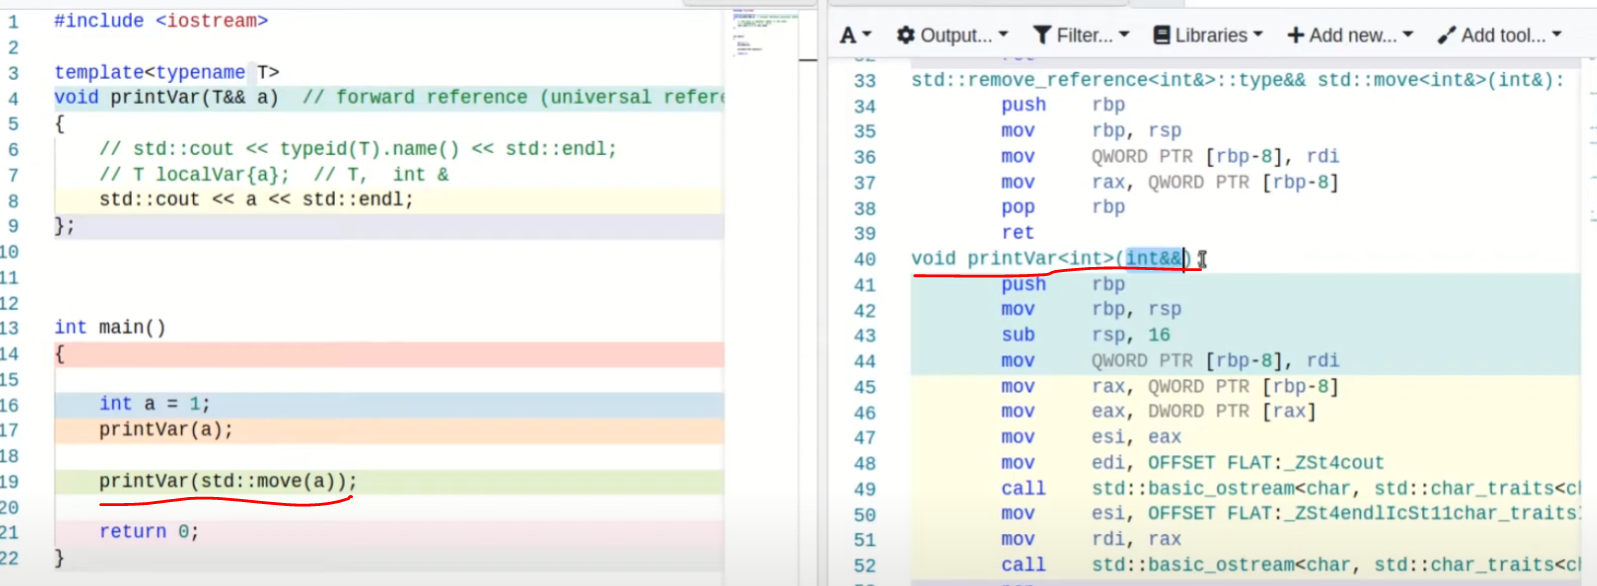 1 #include <iostream>
2
3 template<typename T>
4 void printVar(T&& a)  // forward reference (universal refere
5 {
6     // std::cout << typeid(T).name() << std::endl;
7     // T localVar{a};  // T,  int &
8     std::cout << a << std::endl;
9 };
10
11
12
13 int main()
14 {
15
16     int a = 1;
17     printVar(a);
18
19     printVar(std::move(a));
20
21     return 0;
22 }
A Output... Filter... Libraries Add new... Add tool...
33 std::remove_reference<int&>::type&& std::move<int&>(int&):
34         push    rbp
35         mov     rbp, rsp
36         mov     QWORD PTR [rbp-8], rdi
37         mov     rax, QWORD PTR [rbp-8]
38         pop     rbp
39         ret
40 void printVar<int>(int&&):
41         push    rbp
42         mov     rbp, rsp
43         sub     rsp, 16
44         mov     QWORD PTR [rbp-8], rdi
45         mov     rax, QWORD PTR [rbp-8]
46         mov     eax, DWORD PTR [rax]
47         mov     esi, eax
48         mov     edi, OFFSET FLAT:_ZSt4cout
49         call    std::basic_ostream<char, std::char_traits<c
50         mov     esi, OFFSET FLAT:_ZSt4endlIcSt11char_traitsI
51         mov     rdi, rax
52         call    std::basic_ostream<char, std::char_traits<c